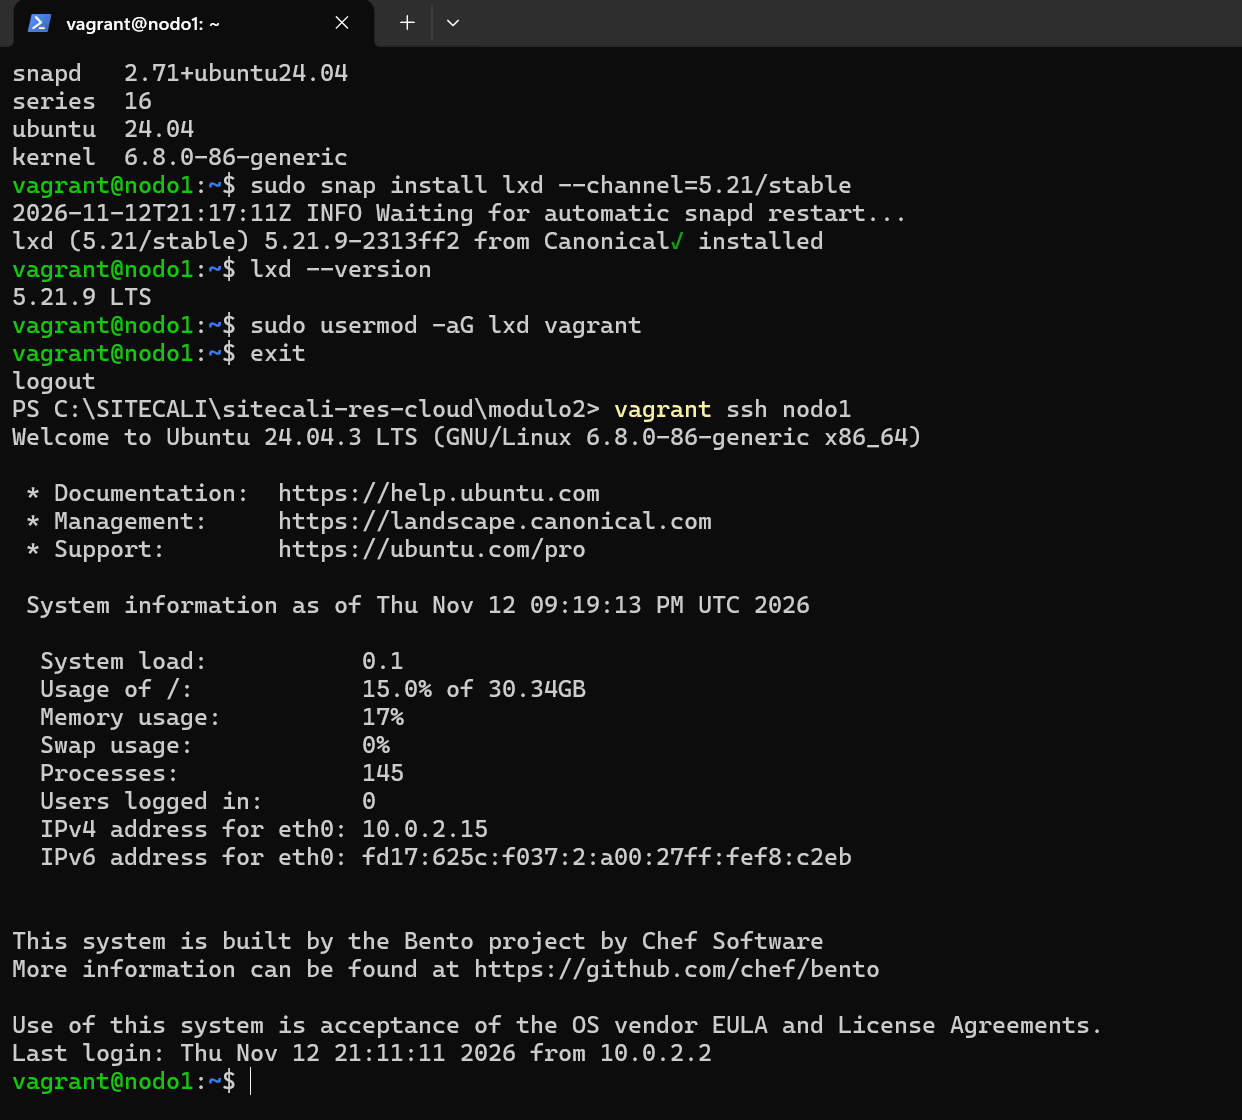 vagrant@nodo1: ~
snapd   2.71+ubuntu24.04
series  16
ubuntu  24.04
kernel  6.8.0-86-generic
vagrant@nodo1:~$ sudo snap install lxd --channel=5.21/stable
2026-11-12T21:17:11Z INFO Waiting for automatic snapd restart...
lxd (5.21/stable) 5.21.9-2313ff2 from Canonical✓ installed
vagrant@nodo1:~$ lxd --version
5.21.9 LTS
vagrant@nodo1:~$ sudo usermod -aG lxd vagrant
vagrant@nodo1:~$ exit
logout
PS C:\SITECALI\sitecali-res-cloud\modulo2> vagrant ssh nodo1
Welcome to Ubuntu 24.04.3 LTS (GNU/Linux 6.8.0-86-generic x86_64)

 * Documentation:  https://help.ubuntu.com
 * Management:     https://landscape.canonical.com
 * Support:        https://ubuntu.com/pro

 System information as of Thu Nov 12 09:19:13 PM UTC 2026

  System load:           0.1
  Usage of /:            15.0% of 30.34GB
  Memory usage:          17%
  Swap usage:            0%
  Processes:             145
  Users logged in:       0
  IPv4 address for eth0: 10.0.2.15
  IPv6 address for eth0: fd17:625c:f037:2:a00:27ff:fef8:c2eb

This system is built by the Bento project by Chef Software
More information can be found at https://github.com/chef/bento

Use of this system is acceptance of the OS vendor EULA and License Agreements.
Last login: Thu Nov 12 21:11:11 2026 from 10.0.2.2
vagrant@nodo1:~$